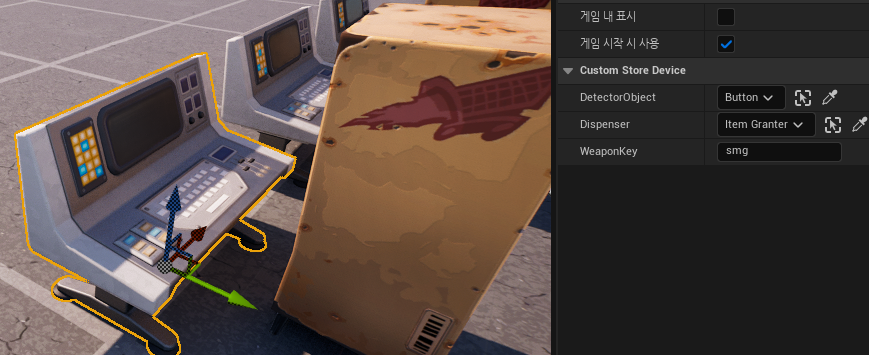 게임 내 표시
게임 시작 시 사용
Custom Store Device
DetectorObject Button
Dispenser Item Granter
WeaponKey smg